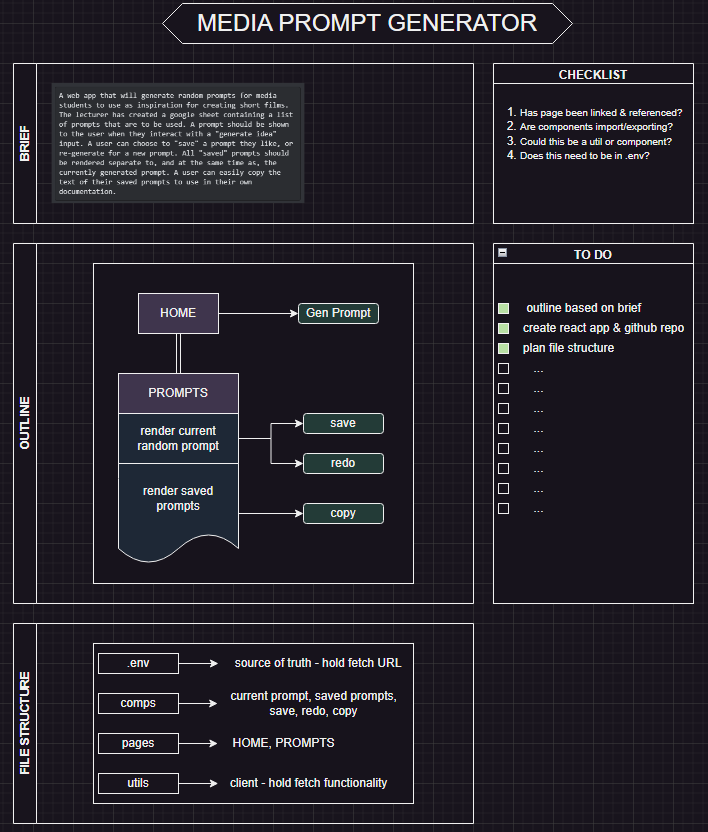 MEDIA PROMPT GENERATOR
BRIEF
A web app that will generate random prompts for media
students to use as inspiration for creating short films.
The lecturer has created a google sheet containing a list
of prompts that are to be used. A prompt should be shown
to the user when they interact with a "generate idea"
input. A user can choose to "save" a prompt they like, or
re-generate for a new prompt. All "saved" prompts should
be rendered separate to, and at the same time as, the
currently generated prompt. A user can easily copy the
text of their saved prompts to use in their own
documentation.
CHECKLIST
1. Has page been linked & referenced?
2. Are components import/exporting?
3. Could this be a util or component?
4. Does this need to be in .env?
OUTLINE
HOME
Gen Prompt
PROMPTS
render current
random prompt
save
redo
render saved
prompts
copy
TO DO
outline based on brief
create react app & github repo
plan file structure
...
...
...
...
...
...
...
...
FILE STRUCTURE
.env
source of truth - hold fetch URL
comps
current prompt, saved prompts,
save, redo, copy
pages
HOME, PROMPTS
utils
client - hold fetch functionality